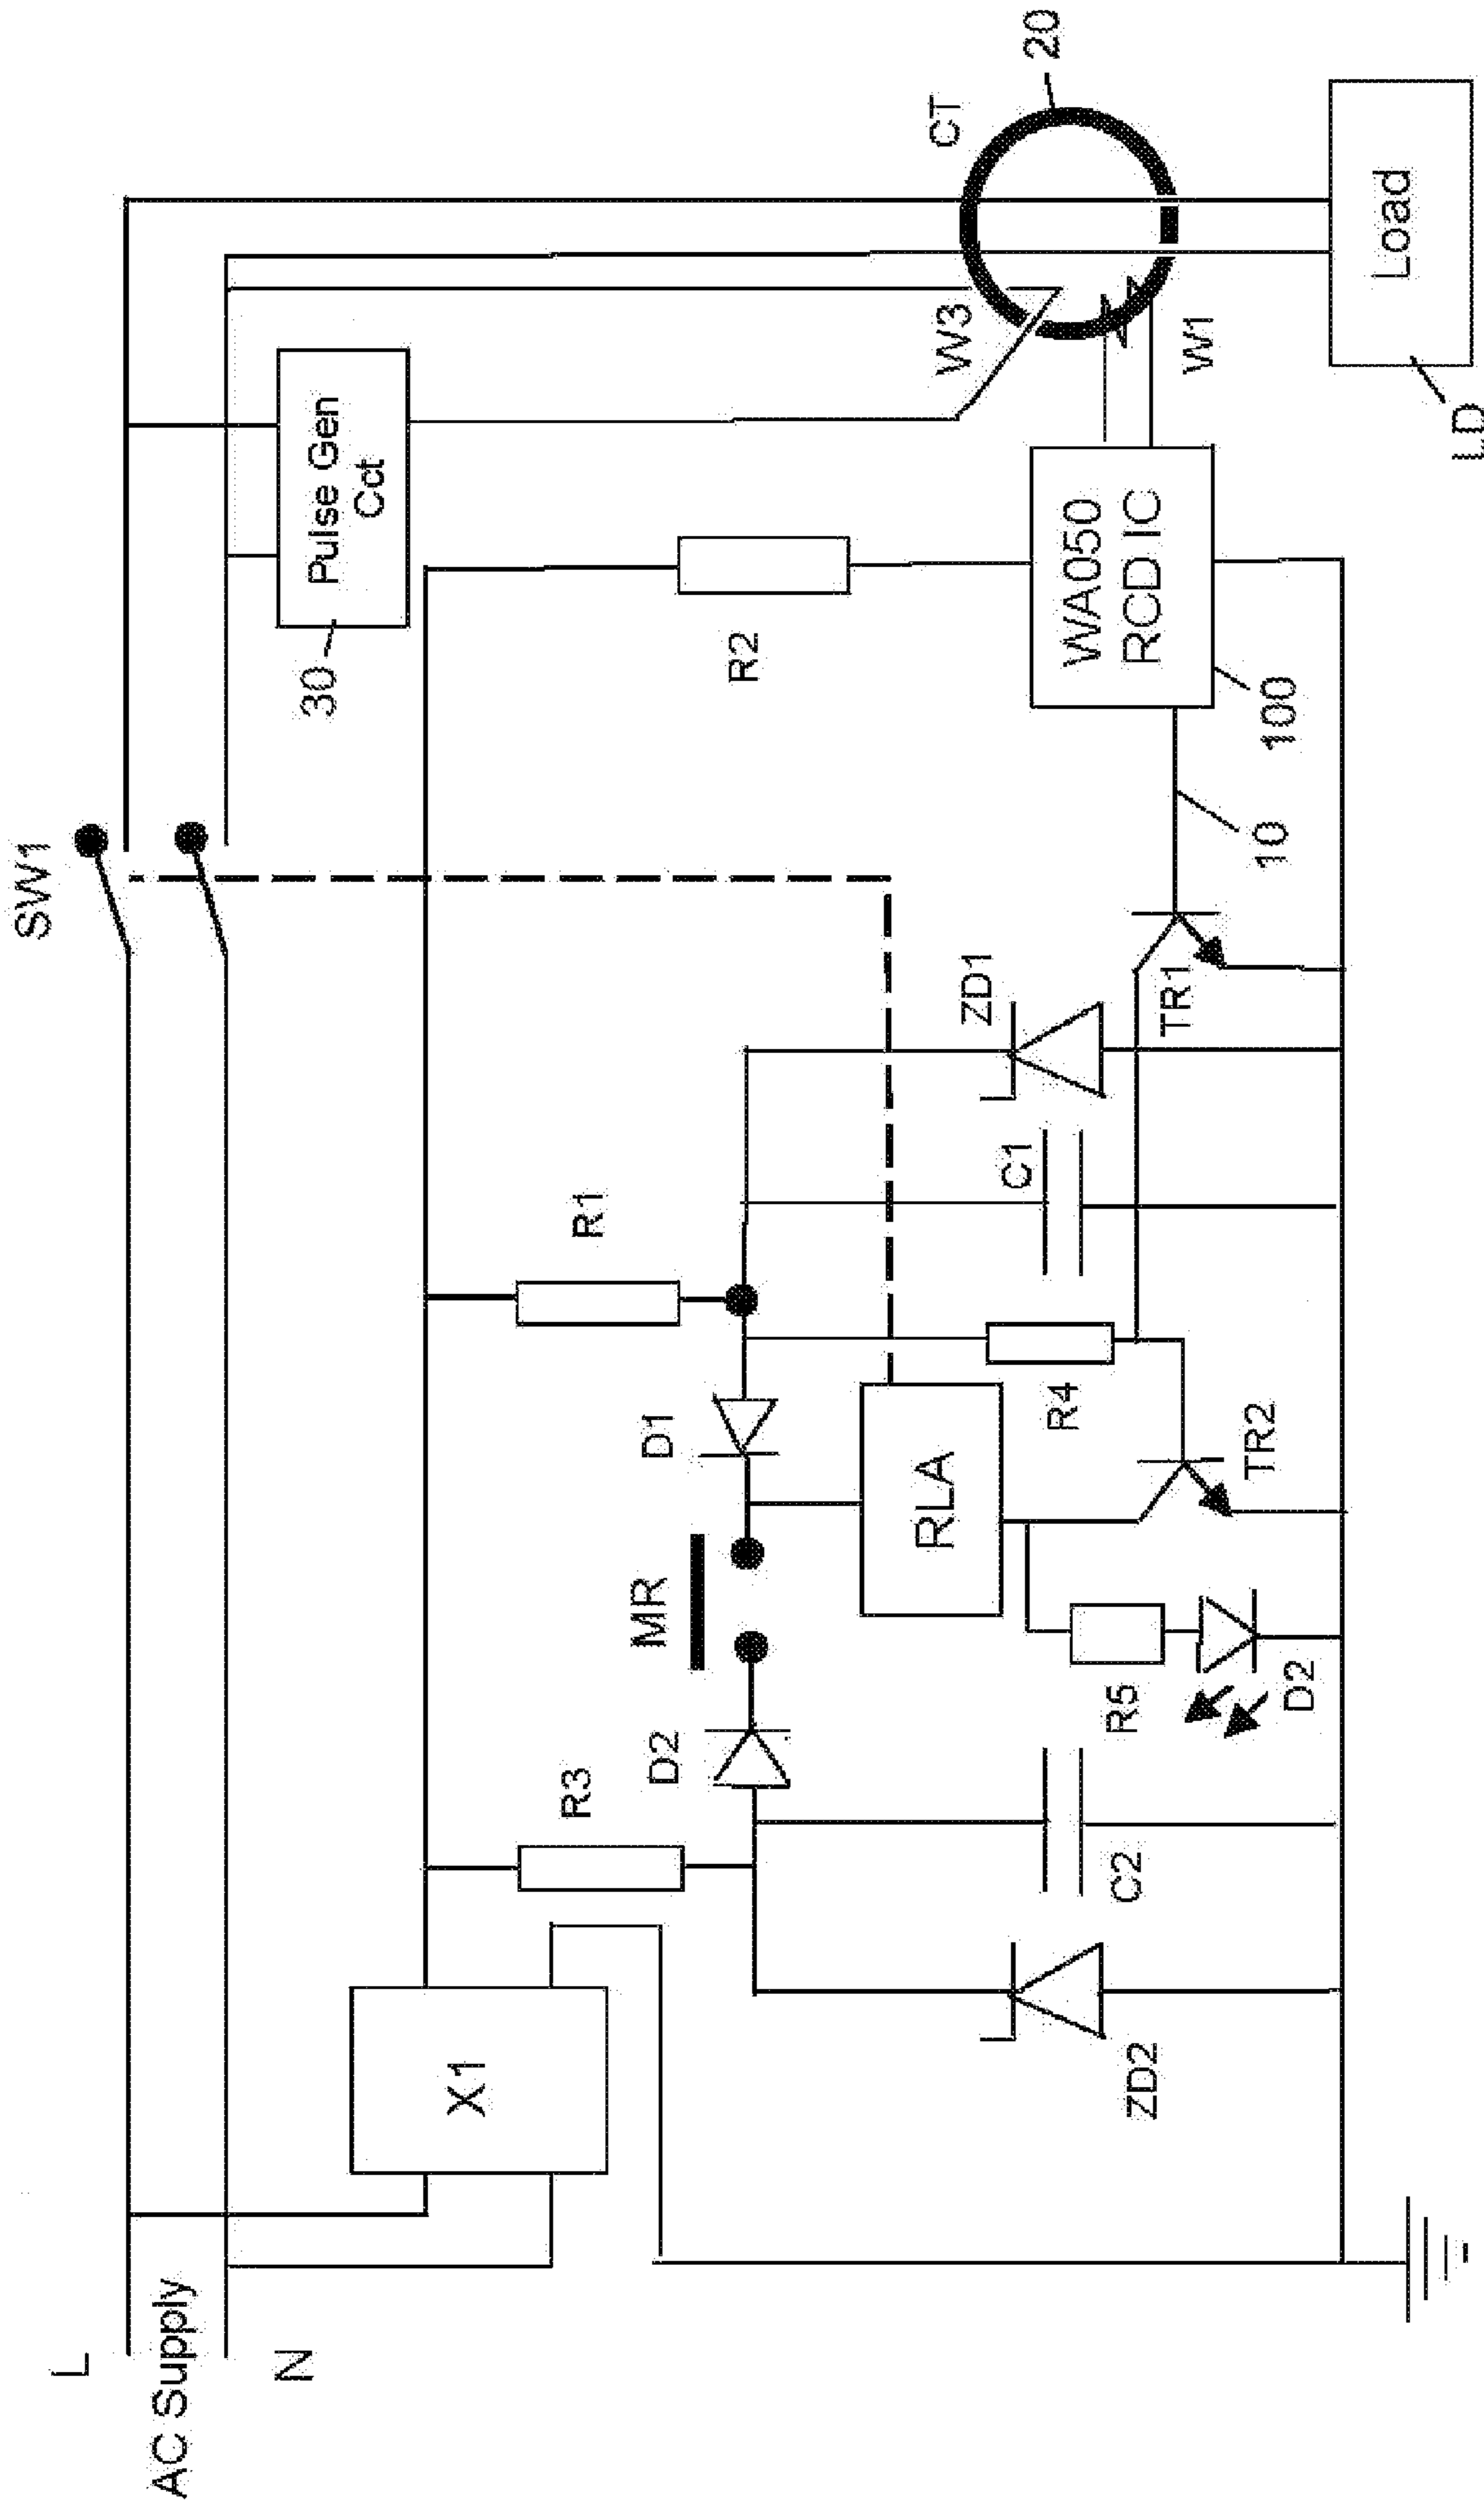 L
AC Supply
N
SW1
X1
30
Pulse Gen
Cct
R3
R1
R2
D2
MR
D1
RLA
R4
C1
ZD1
W3
CT
20
ZD2
C2
R5
D2
TR2
TR1
10
WA050
RCD IC
100
W1
Load
LD